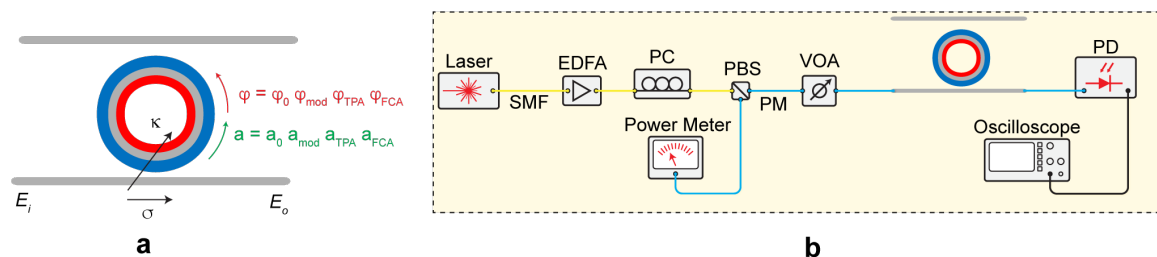 φ = φ0 φmod φTPA φFCA
a = a0 amod aTPA aFCA
κ
Ei
σ
Eo
a
Laser
SMF
EDFA
PC
PBS
PM
VOA
PD
Power Meter
Oscilloscope
b